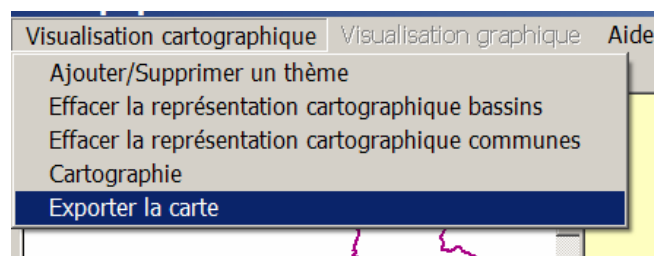 Visualisation cartographique Visualisation graphique Aide
Ajouter/Supprimer un thème
Effacer la représentation cartographique bassins
Effacer la représentation cartographique communes
Cartographie
Exporter la carte